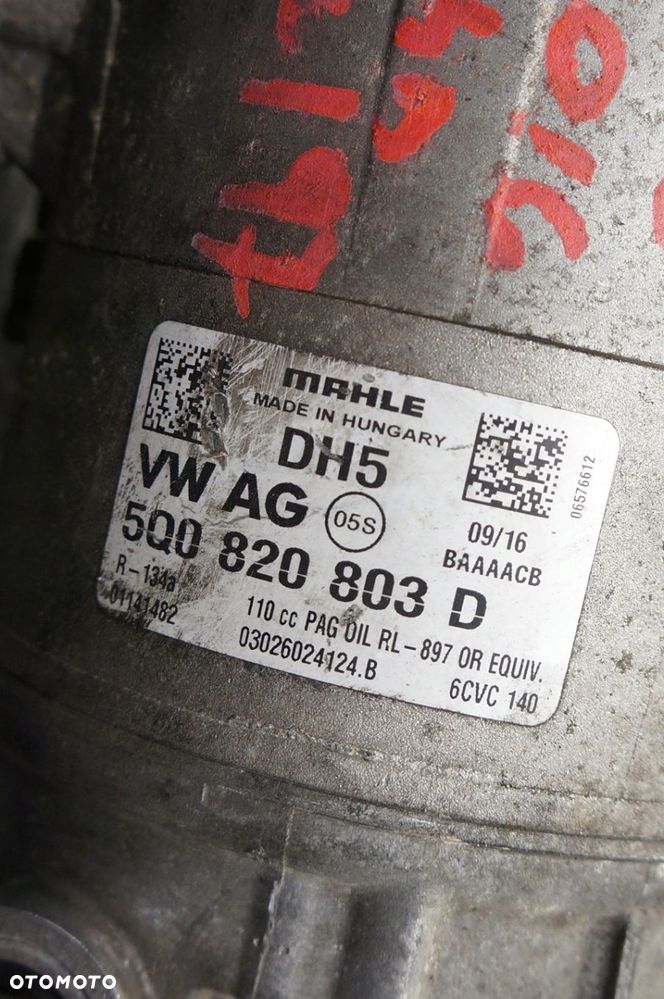 MAHLE
MADE IN HUNGARY
DH5
VW AG 05S
09/16
BAAAACB
06576612
5Q0 820 803 D
R-134a
01141482
110 cc PAG OIL RL-897 OR EQUIV.
03026024124.B
6CVC 140
OTOMOTO